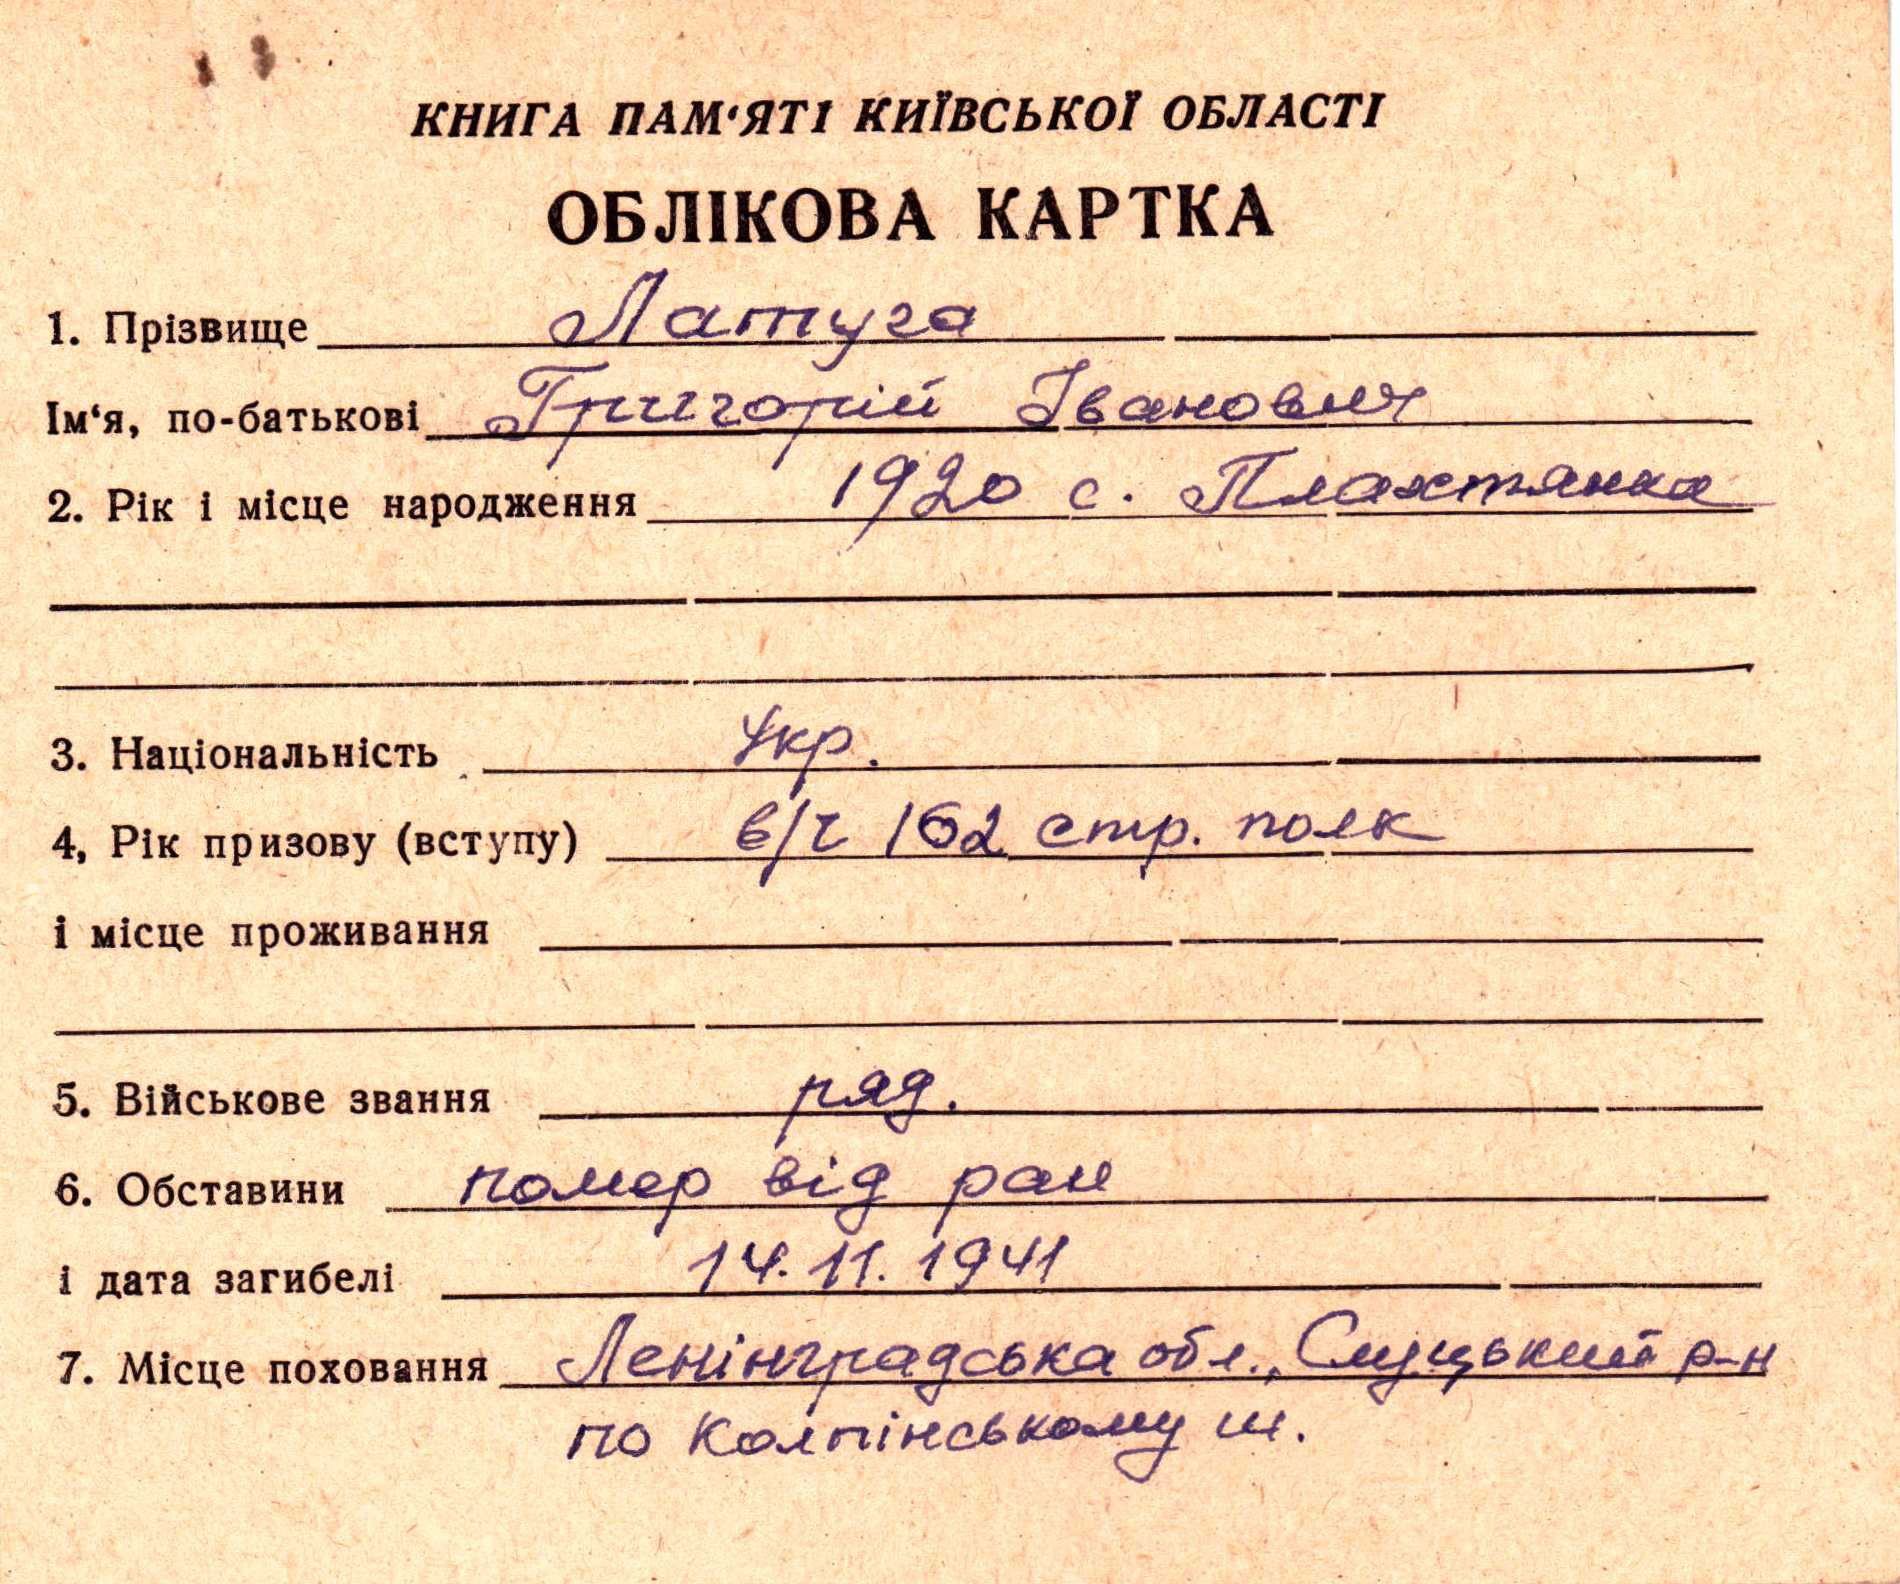 КНИГА ПАМ‘ЯТІ КИЇВСЬКОЇ ОБЛАСТІ
ОБЛІКОВА КАРТКА
1. Прізвище Латуга
Ім‘я, по-батькові Григорій Іванович
2. Рік і місце народження 1920 с. Плахтянка
3. Національність Укр.
4, Рік призову (вступу) в/ч 162 стр. полк
і місце проживання
5. Військове звання ряд.
6. Обставини помер від ран
і дата загибелі 14.11.1941
7. Місце поховання Ленінградська обл., Слуцький р-н
по Колпінському ш.